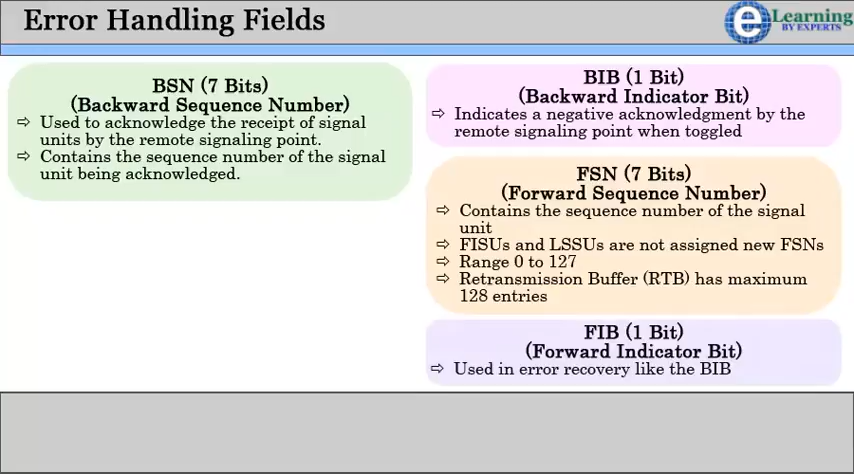 Error Handling Fields
e Learning
BY EXPERTS
BSN (7 Bits)
(Backward Sequence Number)
⇨ Used to acknowledge the receipt of signal
units by the remote signaling point.
⇨ Contains the sequence number of the signal
unit being acknowledged.
BIB (1 Bit)
(Backward Indicator Bit)
⇨ Indicates a negative acknowledgment by the
remote signaling point when toggled
FSN (7 Bits)
(Forward Sequence Number)
⇨ Contains the sequence number of the signal
unit
⇨ FISUs and LSSUs are not assigned new FSNs
⇨ Range 0 to 127
⇨ Retransmission Buffer (RTB) has maximum
128 entries
FIB (1 Bit)
(Forward Indicator Bit)
⇨ Used in error recovery like the BIB